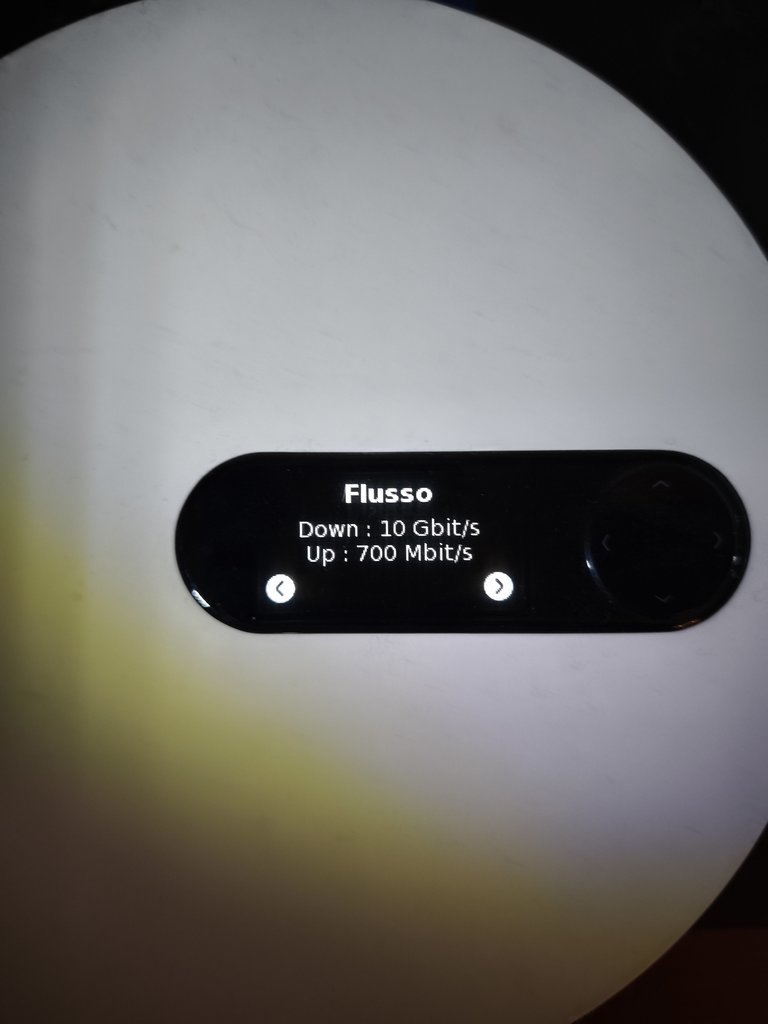 Flusso
Down : 10 Gbit/s
Up : 700 Mbit/s